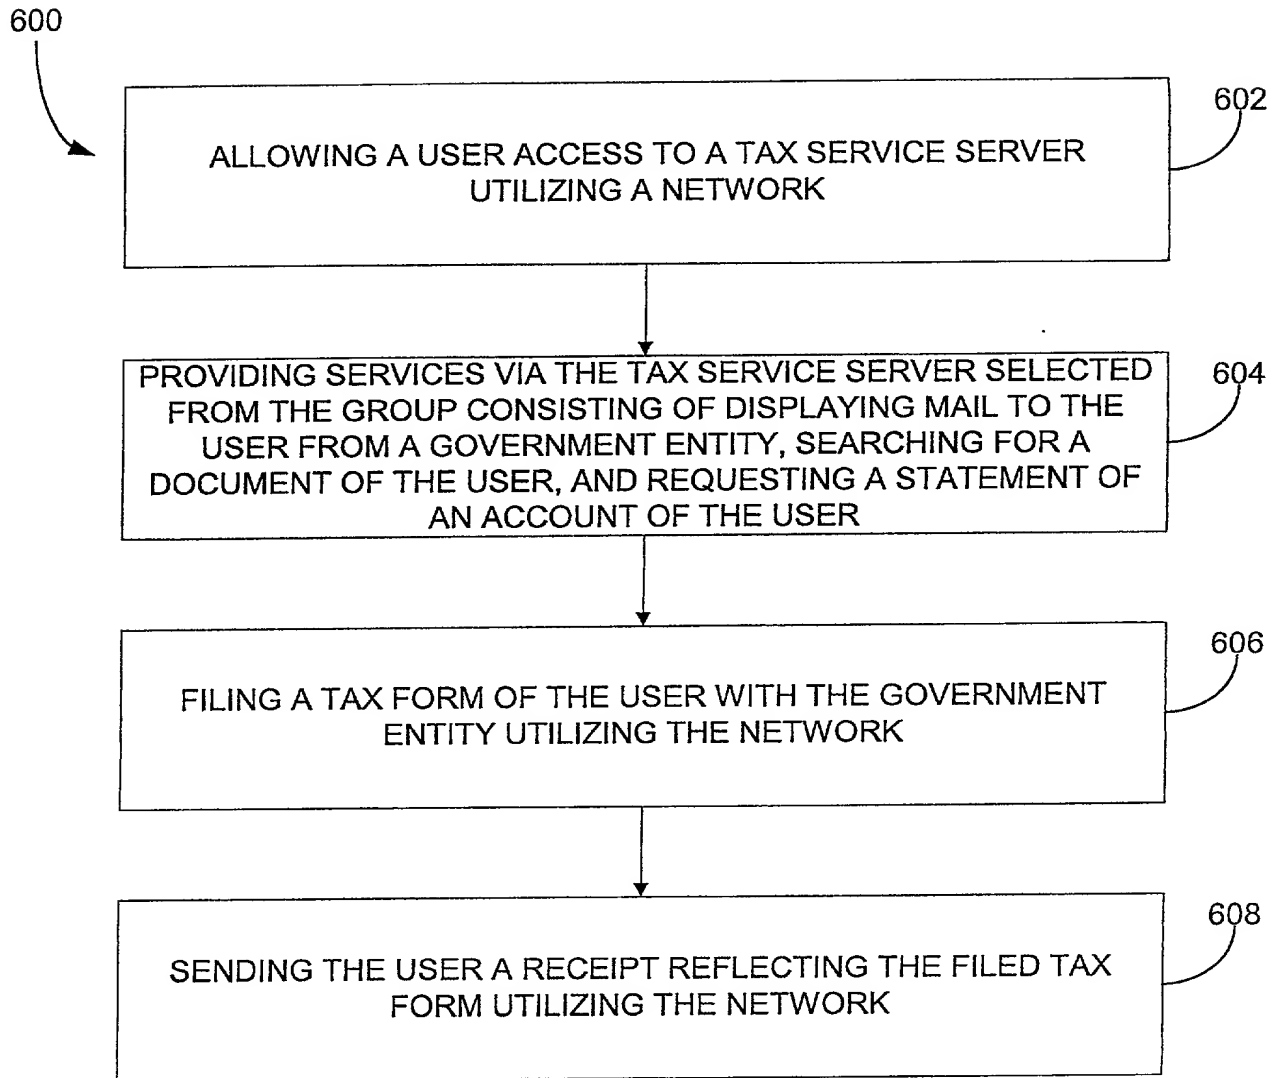 600
602
ALLOWING A USER ACCESS TO A TAX SERVICE SERVER
UTILIZING A NETWORK
604
PROVIDING SERVICES VIA THE TAX SERVICE SERVER SELECTED
FROM THE GROUP CONSISTING OF DISPLAYING MAIL TO THE
USER FROM A GOVERNMENT ENTITY, SEARCHING FOR A
DOCUMENT OF THE USER, AND REQUESTING A STATEMENT OF
AN ACCOUNT OF THE USER
606
FILING A TAX FORM OF THE USER WITH THE GOVERNMENT
ENTITY UTILIZING THE NETWORK
608
SENDING THE USER A RECEIPT REFLECTING THE FILED TAX
FORM UTILIZING THE NETWORK